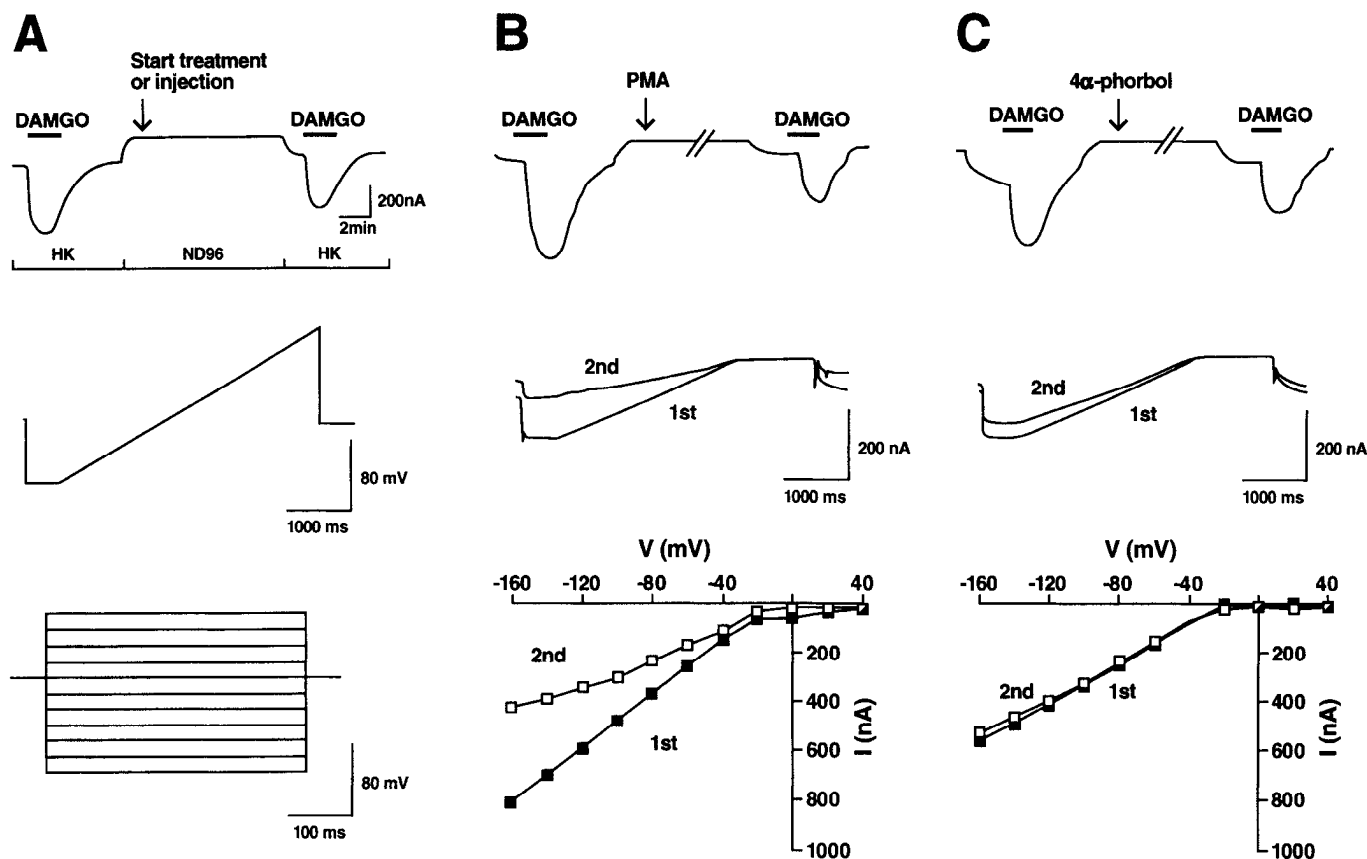 A
Start treatment
or injection
DAMGO
DAMGO
200nA
2min
HK
ND96
HK
80 mV
1000 ms
80 mV
100 ms
B
PMA
DAMGO
DAMGO
2nd
1st
200 nA
1000 ms
V (mV)
-160
-120
-80
-40
40
2nd
1st
200
400
600
800
1000
I (nA)
C
4α-phorbol
DAMGO
DAMGO
2nd
1st
200 nA
1000 ms
V (mV)
-160
-120
-80
-40
40
2nd
1st
200
400
600
800
1000
I (nA)